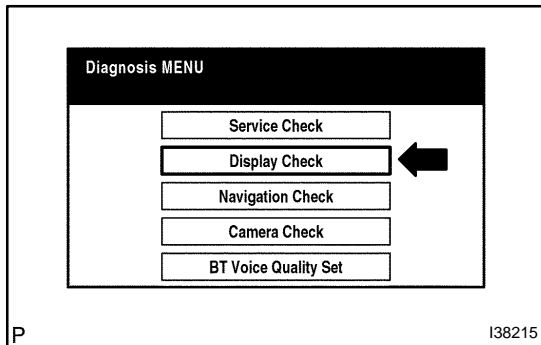 Diagnosis MENU
Service Check
Display Check
Navigation Check
Camera Check
BT Voice Quality Set
P
I38215